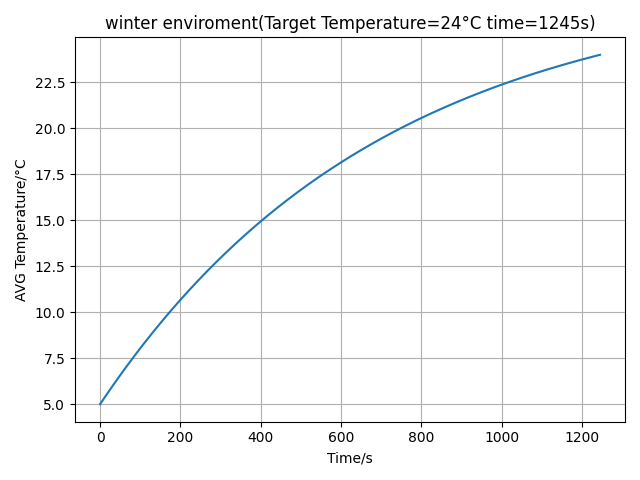 winter enviroment(Target Temperature=24°C time=1245s)
22.5
20.0
17.5
15.0
12.5
10.0
7.5
5.0
AVG Temperature/°C
0 200 400 600 800 1000 1200
Time/s